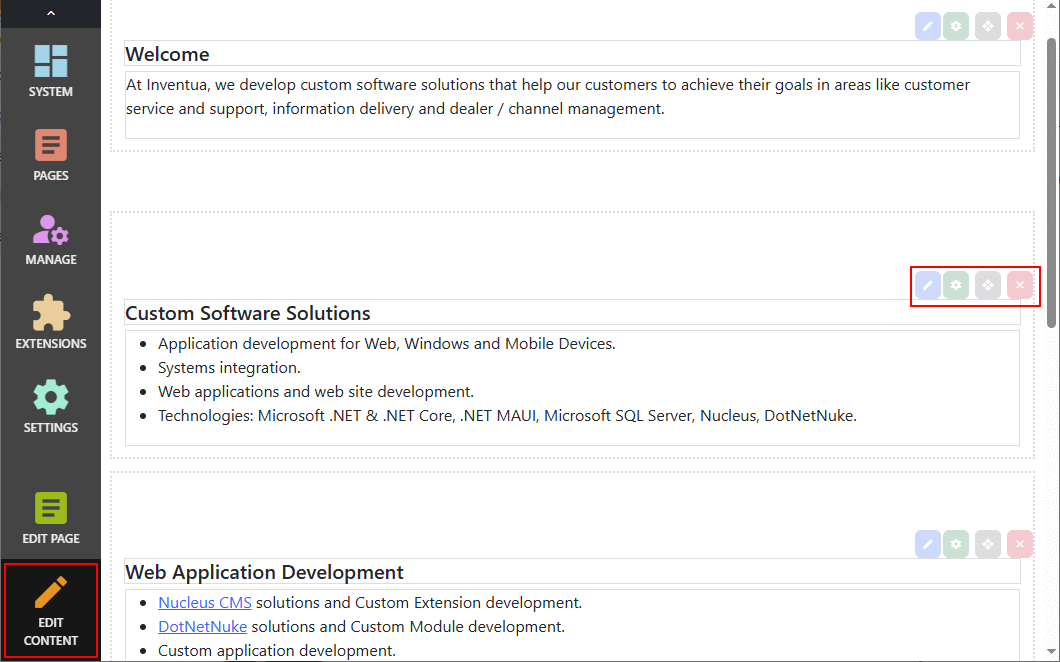 SYSTEM
PAGES
MANAGE
EXTENSIONS
SETTINGS
EDIT PAGE
EDIT
CONTENT
Welcome
At Inventua, we develop custom software solutions that help our customers to achieve their goals in areas like customer
service and support, information delivery and dealer / channel management.
Custom Software Solutions
• Application development for Web, Windows and Mobile Devices.
• Systems integration.
• Web applications and web site development.
• Technologies: Microsoft .NET & .NET Core, .NET MAUI, Microsoft SQL Server, Nucleus, DotNetNuke.
Web Application Development
• Nucleus CMS solutions and Custom Extension development.
• DotNetNuke solutions and Custom Module development.
• Custom application development.